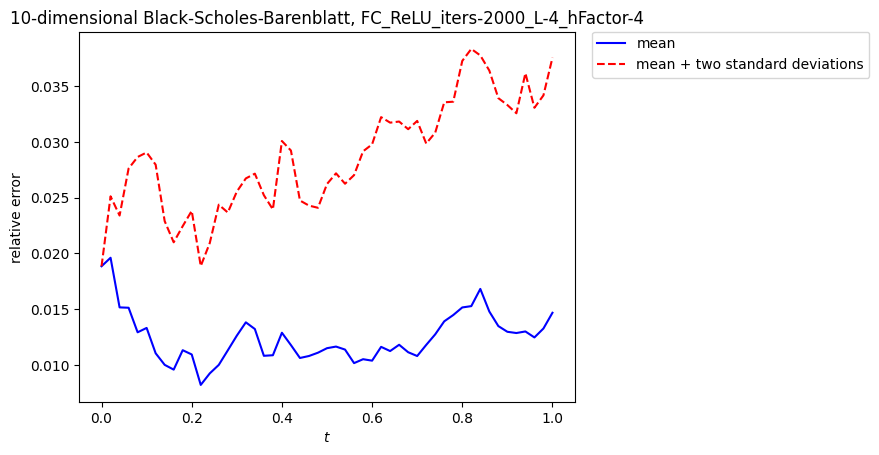 10-dimensional Black-Scholes-Barenblatt, FC_ReLU_iters-2000_L-4_hFactor-4
mean
mean + two standard deviations
relative error
0.035
0.030
0.025
0.020
0.015
0.010
0.0 0.2 0.4 0.6 0.8 1.0
t